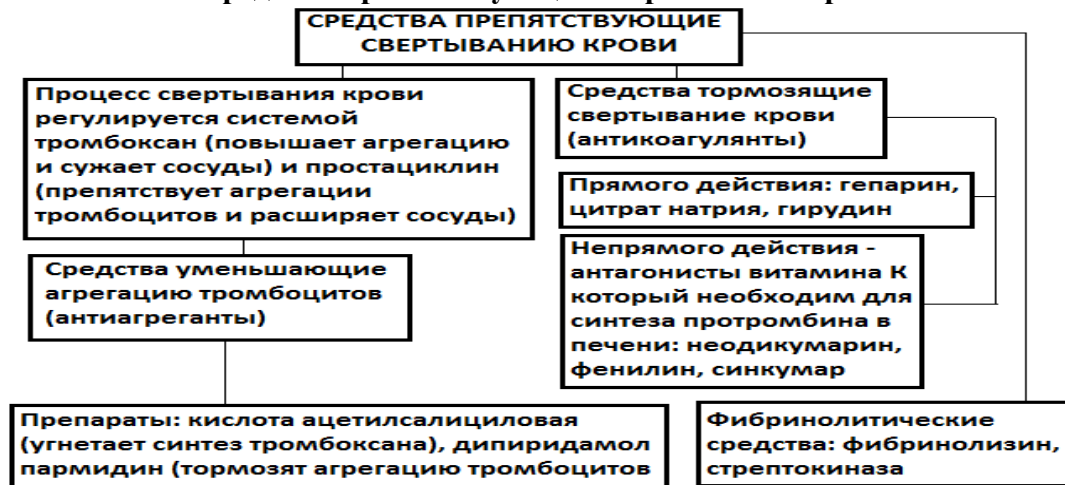 СРЕДСТВА ПРЕПЯТСТВУЮЩИЕ
СВЕРТЫВАНИЮ КРОВИ
Процесс свертывания крови
регулируется системой
тромбоксан (повышает агрегацию
и сужает сосуды) и простациклин
(препятствует агрегации
тромбоцитов и расширяет сосуды)
Средства уменьшающие
агрегацию тромбоцитов
(антиагреганты)
Препараты: кислота ацетилсалициловая
(угнетает синтез тромбоксана), дипиридамол
пармидин (тормозят агрегацию тромбоцитов
Средства тормозящие
свертывание крови
(антикоагулянты)
Прямого действия: гепарин,
цитрат натрия, гирудин
Непрямого действия -
антагонисты витамина К
который необходим для
синтеза протромбина в
печени: неодикумарин,
фенилин, синкумар
Фибринолитические
средства: фибринолизин,
стрептокиназа